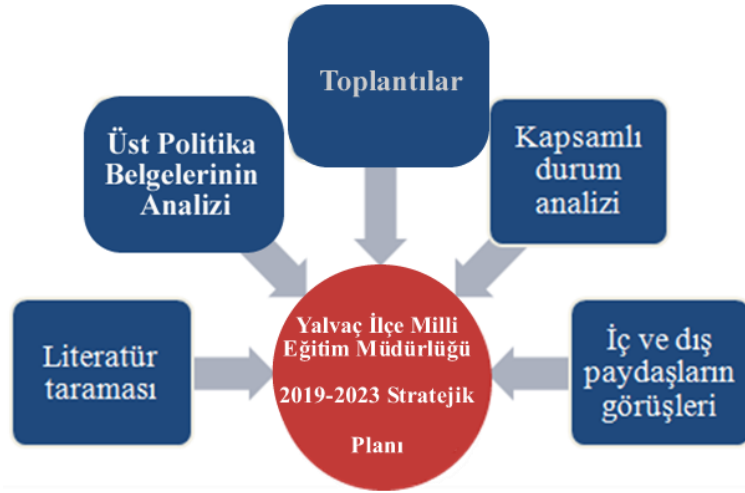 Toplantılar
Üst Politika
Belgelerinin
Analizi
Kapsamlı
durum
analizi
Literatür
taraması
Yalvaç İlçe Milli
Eğitim Müdürlüğü
2019-2023 Stratejik
Planı
İç ve dış
paydaşların
görüşleri